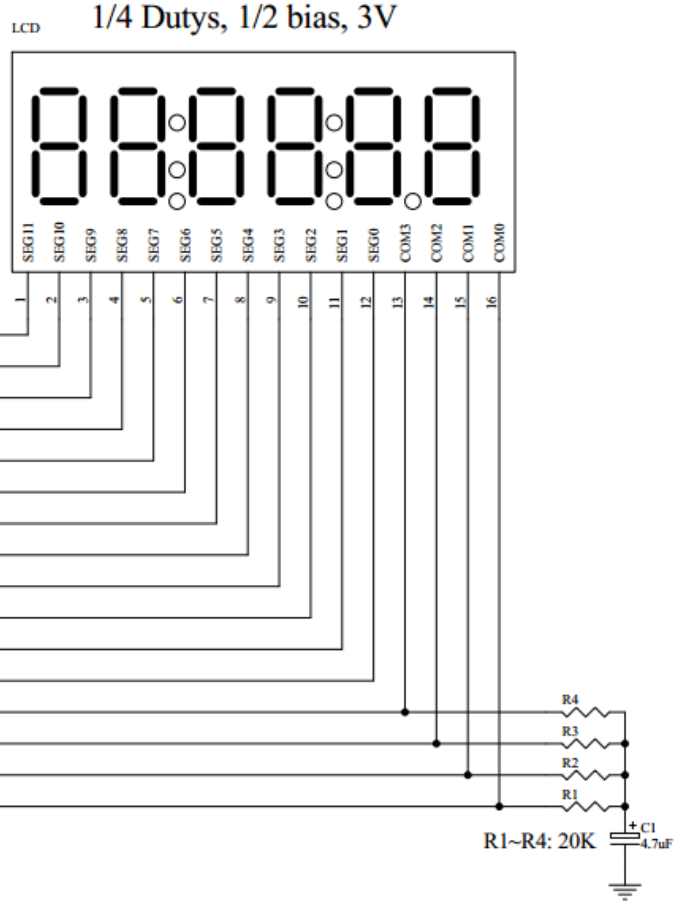 LCD
1/4 Dutys, 1/2 bias, 3V
SEG11
SEG10
SEG9
SEG8
SEG7
SEG6
SEG5
SEG4
SEG3
SEG2
SEG1
SEG0
COM3
COM2
COM1
COM0
1
2
3
4
5
6
7
8
9
10
11
12
13
14
15
16
R4
R3
R2
R1
R1~R4: 20K
+
C1
4.7uF